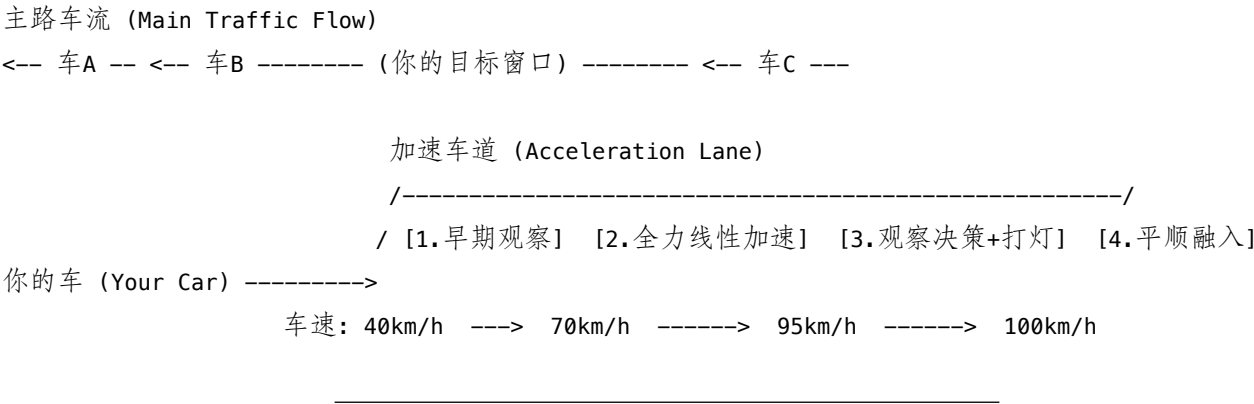 主路车流 (Main Traffic Flow)
<-- 车A -- <-- 车B -------- (你的目标窗口) -------- <-- 车C ---
加速车道 (Acceleration Lane)
/------------------------------------------------------/
/ [1.早期观察] [2.全力线性加速] [3.观察决策+打灯] [4.平顺融入]
你的车 (Your Car) --------->
车速: 40km/h ---> 70km/h ------> 95km/h ------> 100km/h